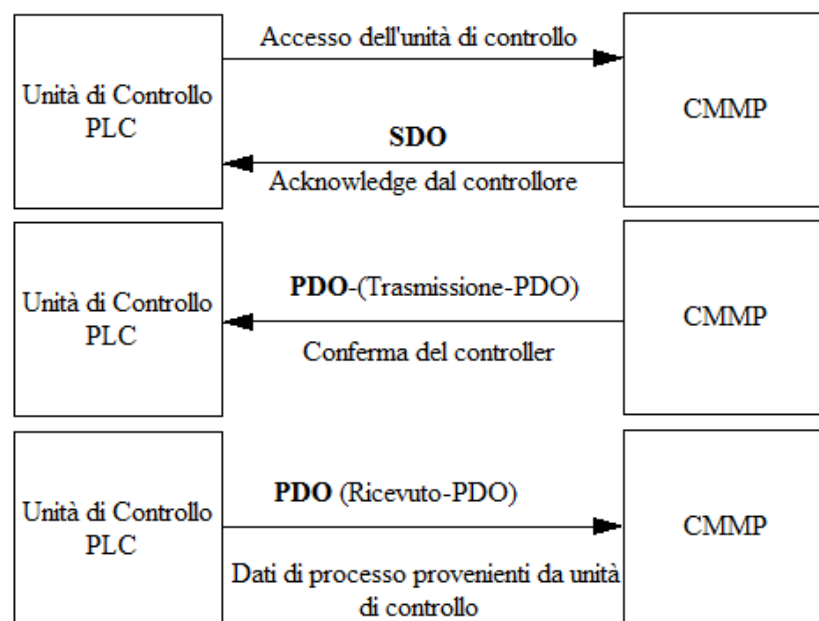 Accesso dell'unità di controllo
Unità di Controllo
PLC
CMMP
SDO
Acknowledge dal controllore
PDO-(Trasmissione-PDO)
Unità di Controllo
PLC
CMMP
Conferma del controller
PDO (Ricevuto-PDO)
Unità di Controllo
PLC
CMMP
Dati di processo provenienti da unità
di controllo